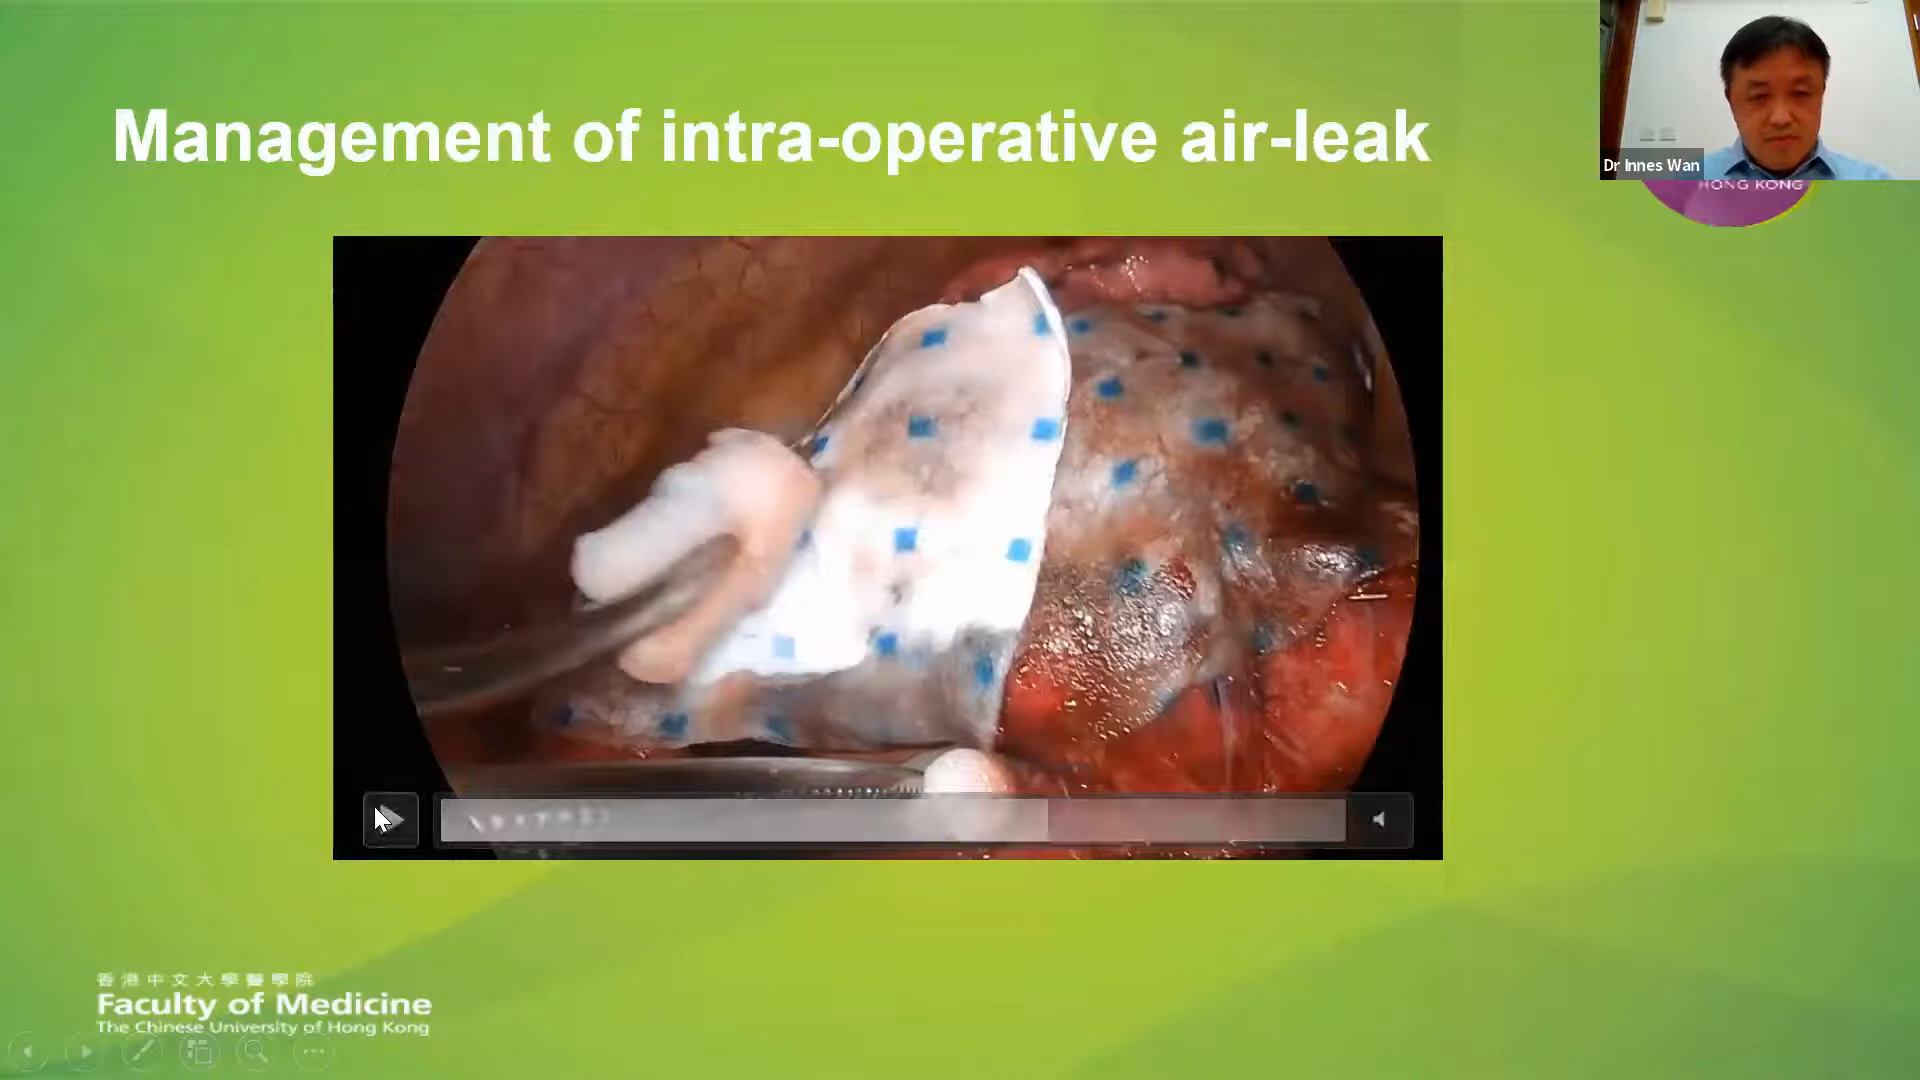 Management of intra-operative air-leak
Dr Innes Wan
HONG KONG
香港中文大學醫學院
Faculty of Medicine
The Chinese University of Hong Kong